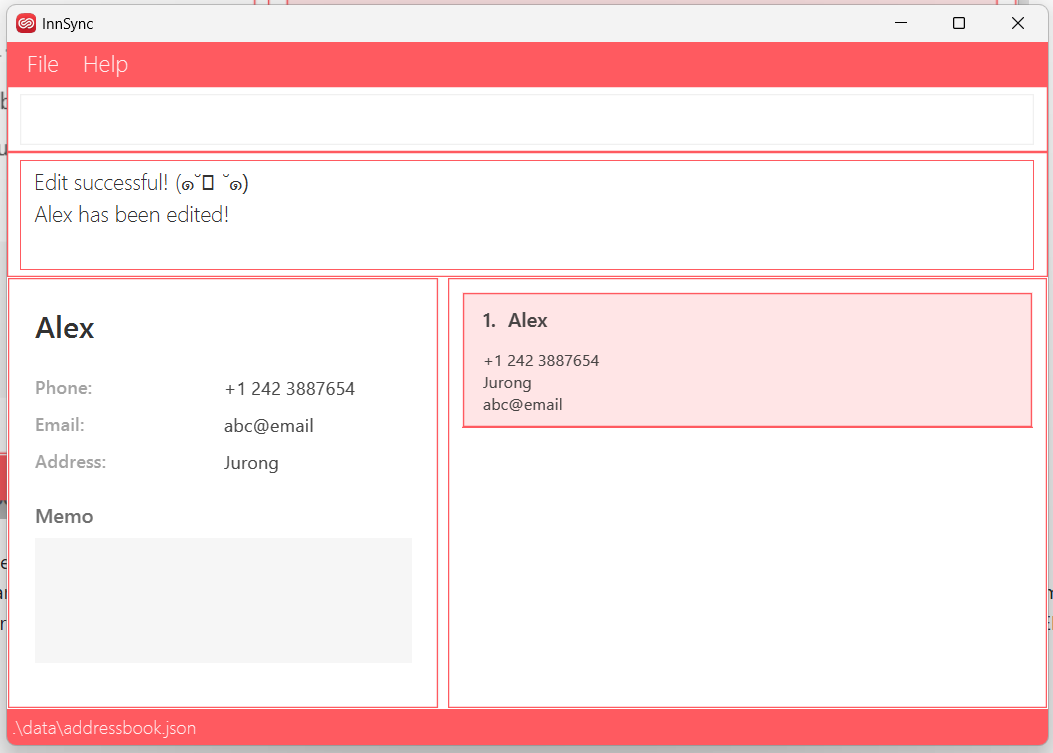 InnSync
File Help
Edit successful! (๑˘▯ ˘๑)
Alex has been edited!
Alex
Phone: +1 242 3887654
Email: abc@email
Address: Jurong
Memo
1. Alex
+1 242 3887654
Jurong
abc@email
.\data\addressbook.json